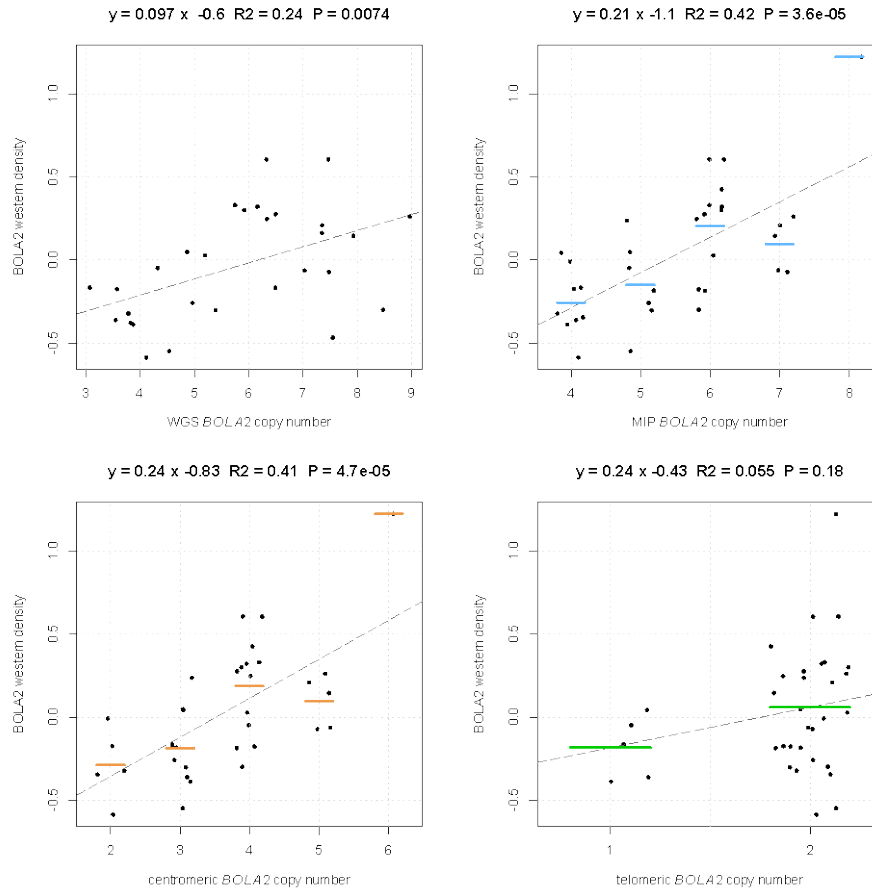 y = 0.097 x -0.6 R2 = 0.24 P = 0.0074
BOLA2 western density
1.0
0.5
0.0
-0.5
3 4 5 6 7 8 9
WGS BOLA2 copy number
y = 0.21 x -1.1 R2 = 0.42 P = 3.6e-05
BOLA2 western density
1.0
0.5
0.0
-0.5
4 5 6 7 8
MIP BOLA2 copy number
y = 0.24 x -0.83 R2 = 0.41 P = 4.7e-05
BOLA2 western density
1.0
0.5
0.0
-0.5
2 3 4 5 6
centromeric BOLA2 copy number
y = 0.24 x -0.43 R2 = 0.055 P = 0.18
BOLA2 western density
1.0
0.5
0.0
-0.5
1 2
telomeric BOLA2 copy number